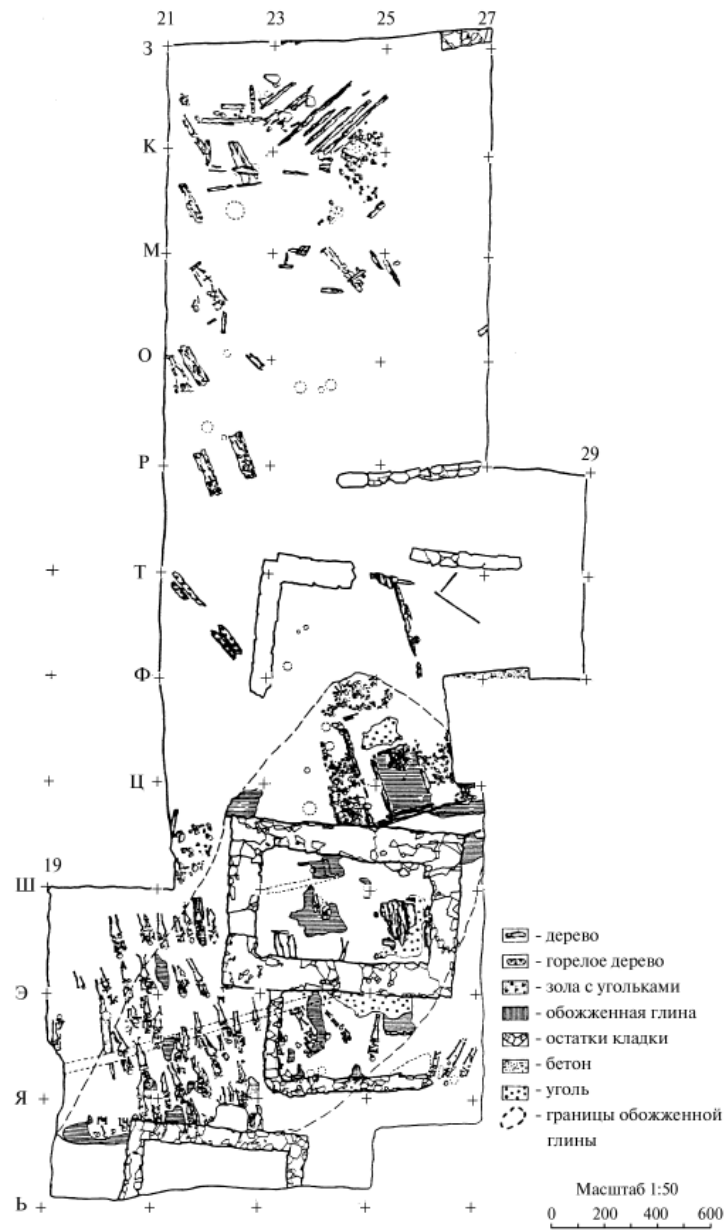 21 23 25 27
З
К
М
О
Р
29
Т
Ф
Ц
19
Ш
Э
Я
Ь
- дерево
- горелое дерево
- зола с угольками
- обожженная глина
- остатки кладки
- бетон
- уголь
- границы обожженной
глины
Масштаб 1:50
0 200 400 600